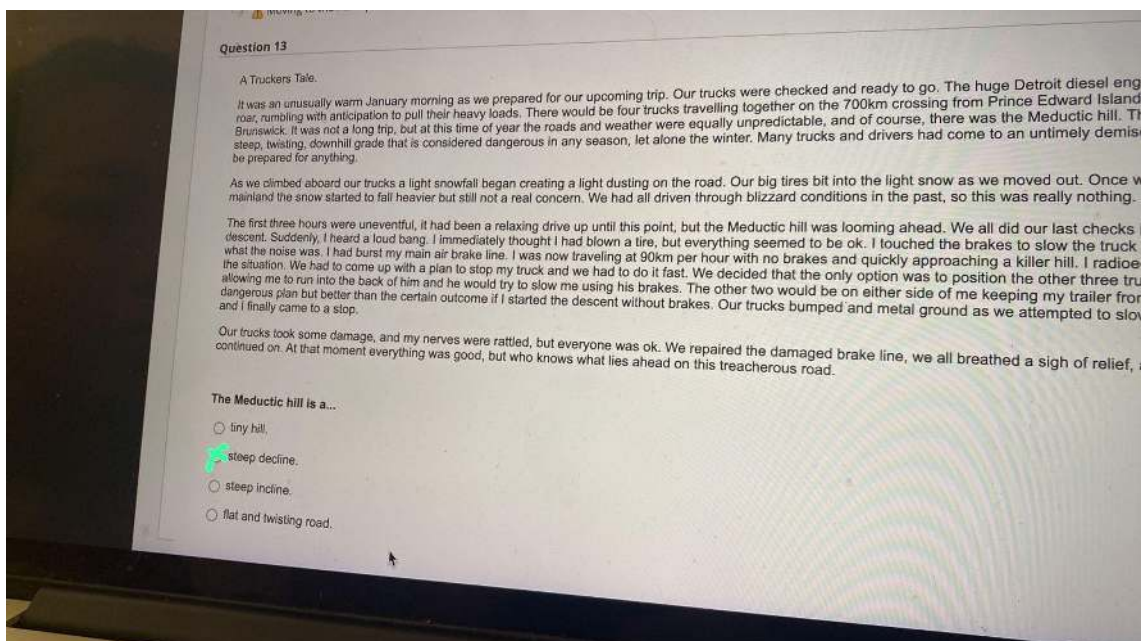 Question 13
A Truckers Tale.
It was an unusually warm January morning as we prepared for our upcoming trip. Our trucks were checked and ready to go. The huge Detroit diesel eng
roar, rumbling with anticipation to pull their heavy loads. There would be four trucks travelling together on the 700km crossing from Prince Edward Island
Brunswick. It was not a long trip, but at this time of year the roads and weather were equally unpredictable, and of course, there was the Meductic hill. Th
steep, twisting, downhill grade that is considered dangerous in any season, let alone the winter. Many trucks and drivers had come to an untimely demis
be prepared for anything.
As we climbed aboard our trucks a light snowfall began creating a light dusting on the road. Our big tires bit into the light snow as we moved out. Once w
mainland the snow started to fall heavier but still not a real concern. We had all driven through blizzard conditions in the past, so this was really nothing.
The first three hours were uneventful, it had been a relaxing drive up until this point, but the Meductic hill was looming ahead. We all did our last checks
descent. Suddenly, I heard a loud bang. I immediately thought I had blown a tire, but everything seemed to be ok. I touched the brakes to slow the truck
what the noise was. I had burst my main air brake line. I was now traveling at 90km per hour with no brakes and quickly approaching a killer hill. I radioe
the situation. We had to come up with a plan to stop my truck and we had to do it fast. We decided that the only option was to position the other three tru
allowing me to run into the back of him and he would try to slow me using his brakes. The other two would be on either side of me keeping my trailer fror
dangerous plan but better than the certain outcome if I started the descent without brakes. Our trucks bumped and metal ground as we attempted to slov
and I finally came to a stop.
Our trucks took some damage, and my nerves were rattled, but everyone was ok. We repaired the damaged brake line, we all breathed a sigh of relief, a
continued on. At that moment everything was good, but who knows what lies ahead on this treacherous road.
The Meductic hill is a...
tiny hill.
steep decline.
steep incline.
flat and twisting road.